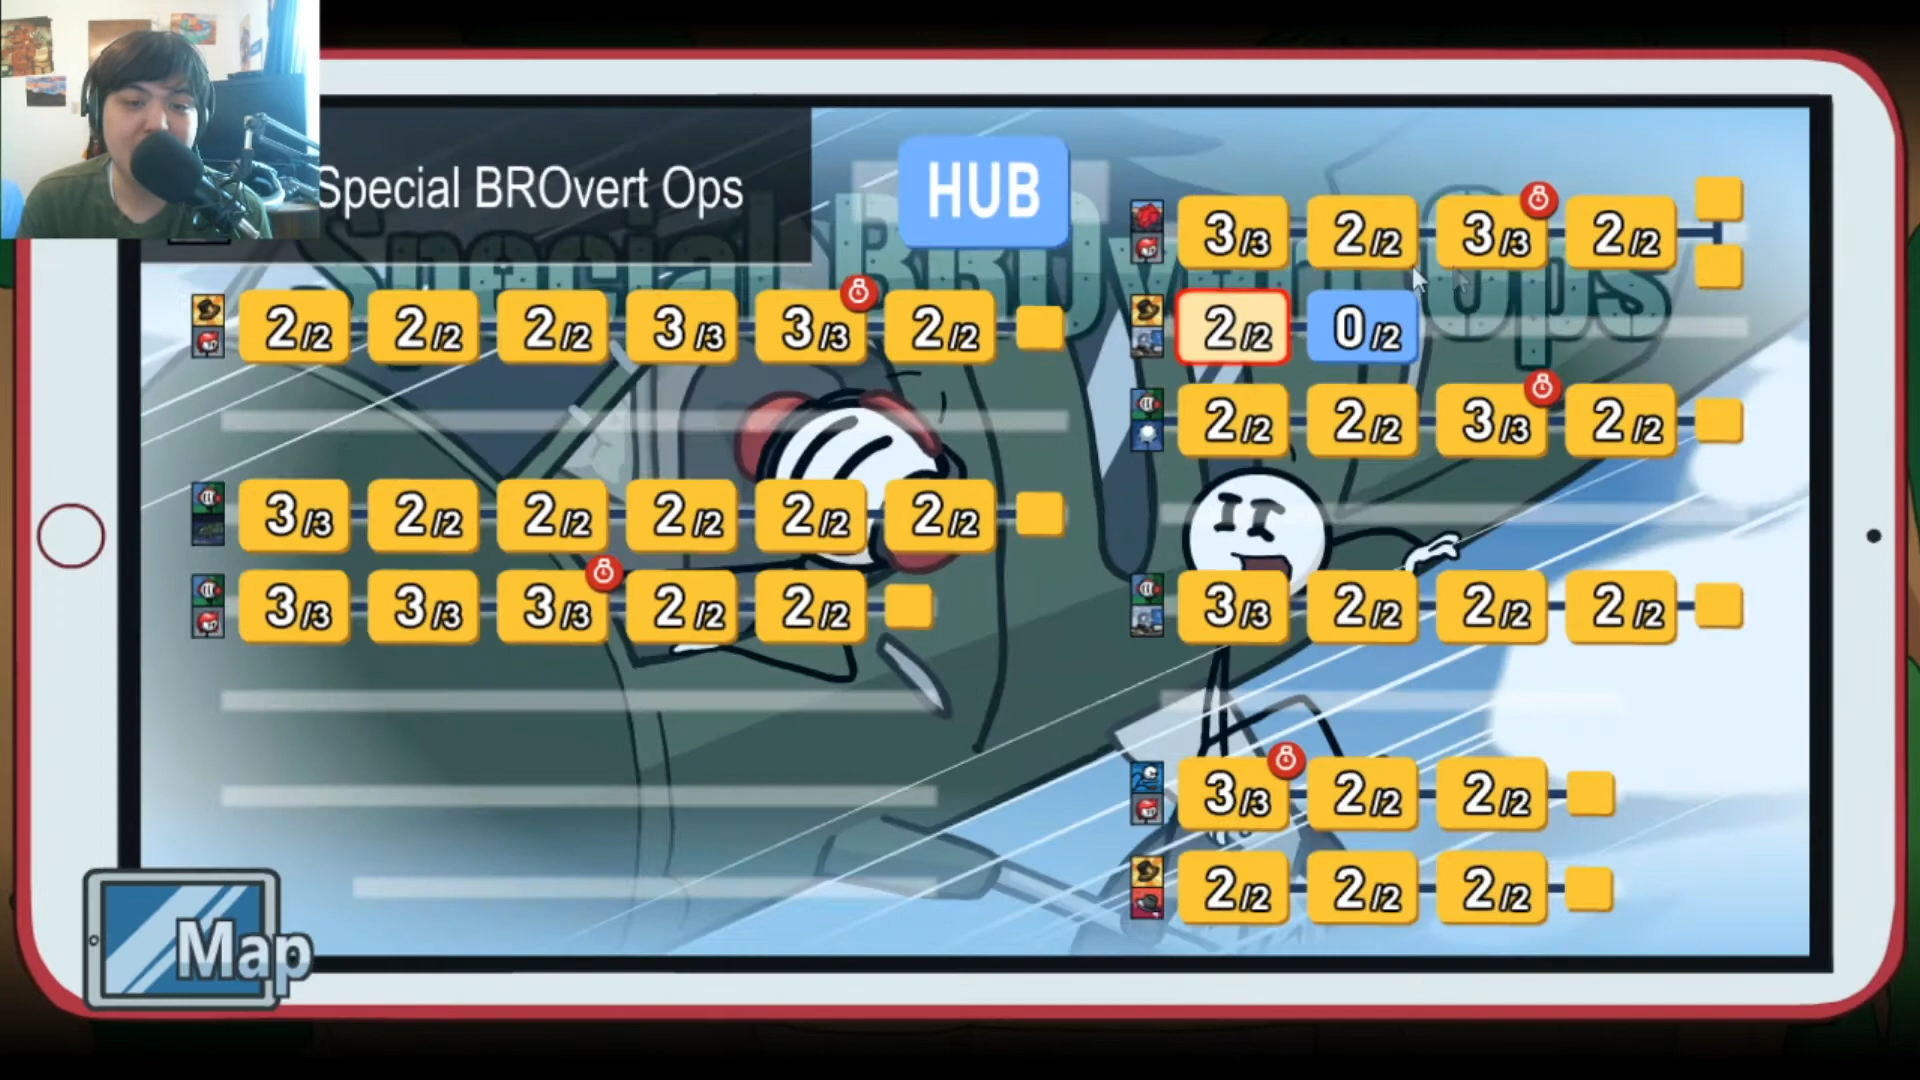 Special BROvert Ops
HUB
Special BROvert Ops
3/3 2/2 3/3 2/2
2/2 2/2 2/2 3/3 3/3 2/2
2/2 0/2
2/2 2/2 3/3 2/2
3/3 2/2 2/2 2/2 2/2 2/2
3/3 3/3 3/3 2/2 2/2
3/3 2/2 2/2 2/2
3/3 2/2 2/2
2/2 2/2 2/2
Map